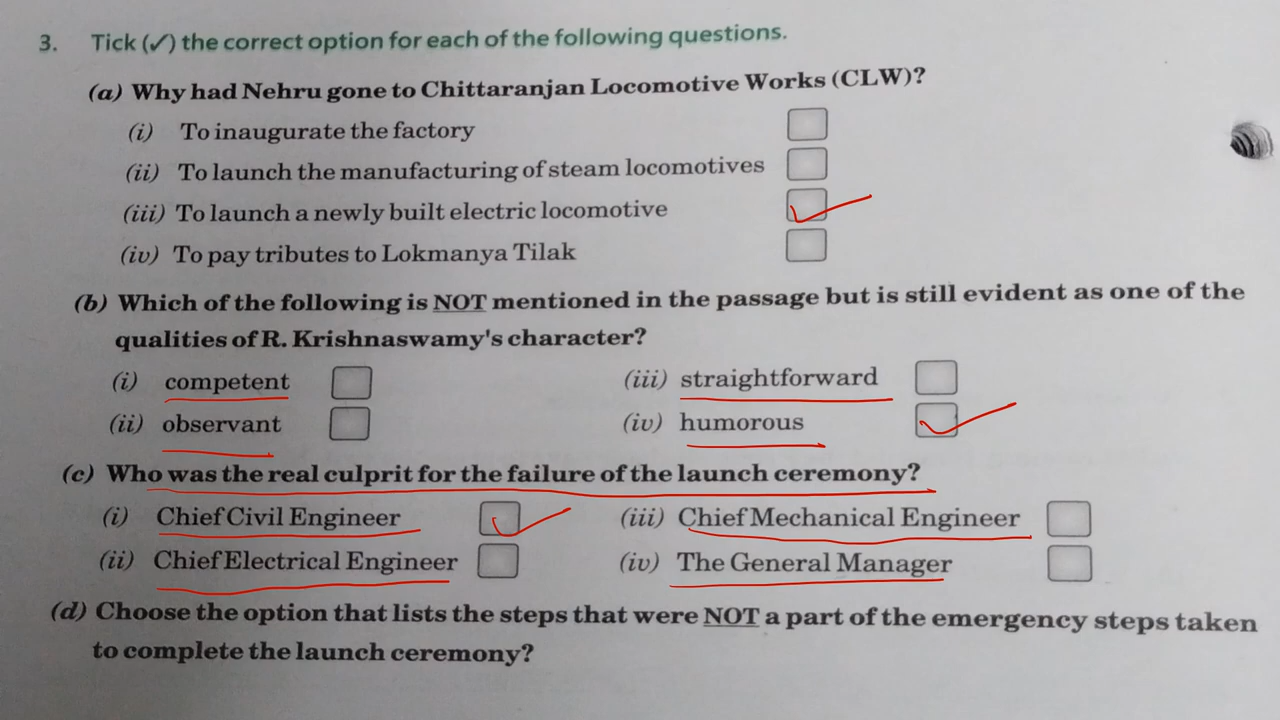 3. Tick (✓) the correct option for each of the following questions.
(a) Why had Nehru gone to Chittaranjan Locomotive Works (CLW)?
(i) To inaugurate the factory
(ii) To launch the manufacturing of steam locomotives
(iii) To launch a newly built electric locomotive
(iv) To pay tributes to Lokmanya Tilak
(b) Which of the following is NOT mentioned in the passage but is still evident as one of the
qualities of R. Krishnaswamy's character?
(i) competent (iii) straightforward
(ii) observant (iv) humorous
(c) Who was the real culprit for the failure of the launch ceremony?
(i) Chief Civil Engineer (iii) Chief Mechanical Engineer
(ii) Chief Electrical Engineer (iv) The General Manager
(d) Choose the option that lists the steps that were NOT a part of the emergency steps taken
to complete the launch ceremony?